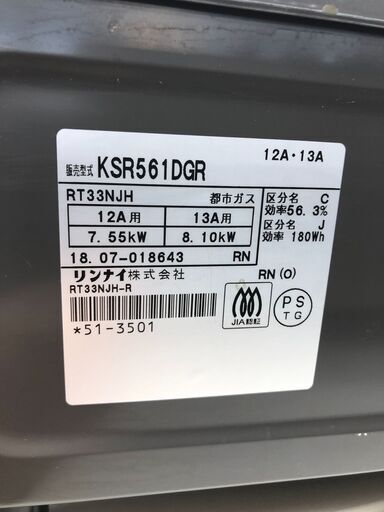 12A・13A
販売型式 KSR561DGR
RT33NJH 都市ガス
12A用 13A用
7.55kW 8.10kW
区分名 C
効率56.3%
区分名 J
効率 180Wh
18.07-018643 RN
リンナイ株式会社 RN(O)
RT33NJH-R
*51-3501
JIA認証
PS
TG